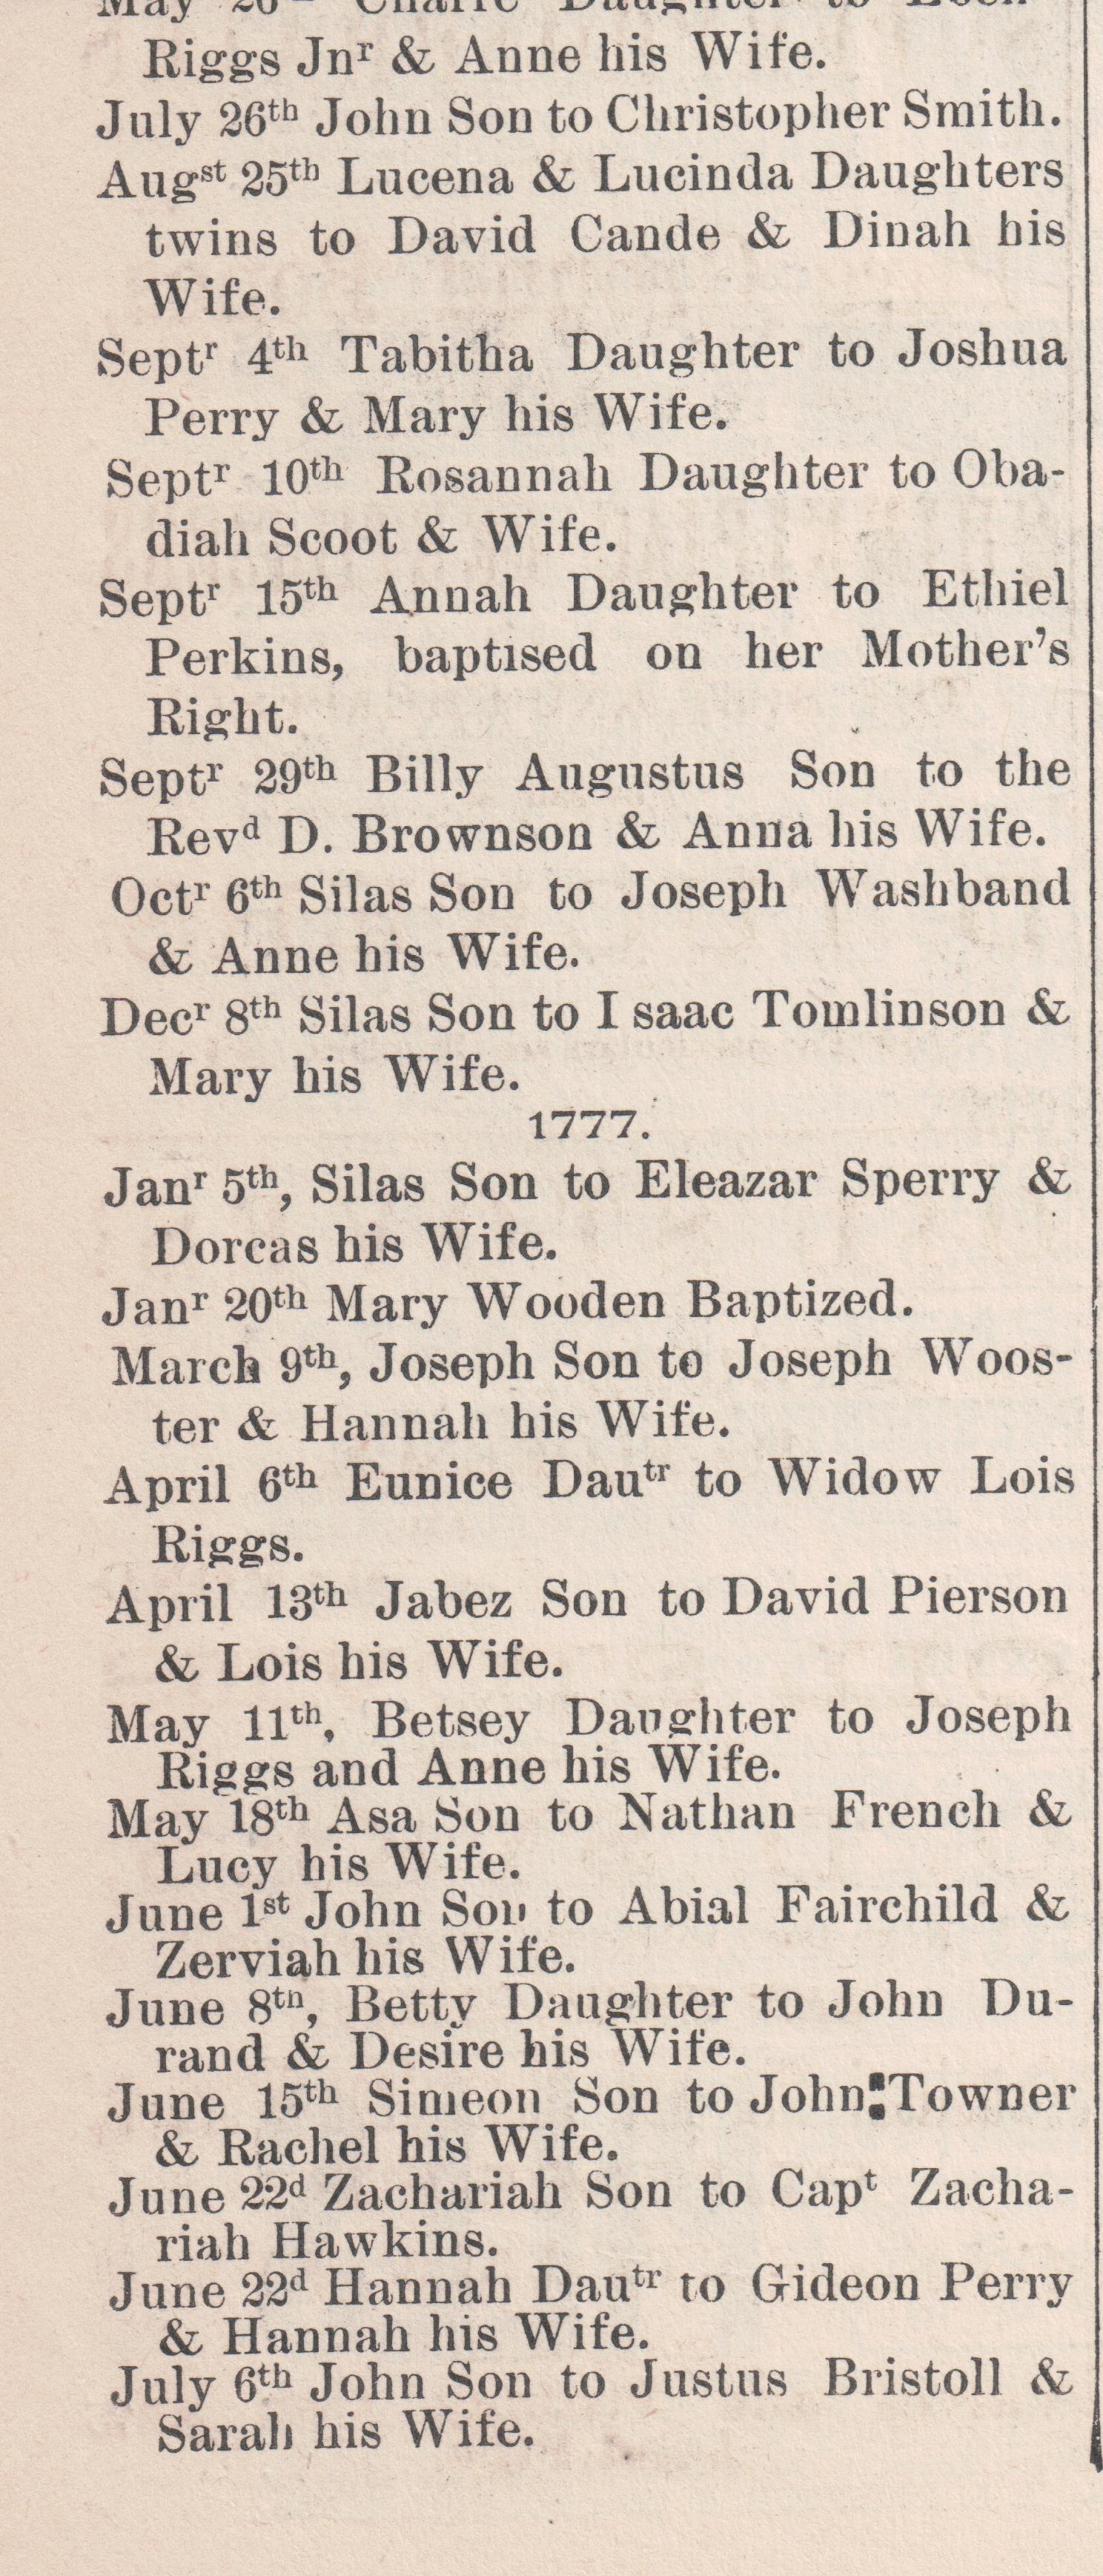 May 26th Daughter to
Riggs Jnr & Anne his Wife.
July 26th John Son to Christopher Smith.
Augst 25th Lucena & Lucinda Daughters
twins to David Cande & Dinah his
Wife.
Septr 4th Tabitha Daughter to Joshua
Perry & Mary his Wife.
Septr 10th Rosannah Daughter to Oba-
diah Scoot & Wife.
Septr 15th Annah Daughter to Ethiel
Perkins, baptised on her Mother's
Right.
Septr 29th Billy Augustus Son to the
Revd D. Brownson & Anna his Wife.
Octr 6th Silas Son to Joseph Washband
& Anne his Wife.
Decr 8th Silas Son to I saac Tomlinson &
Mary his Wife.
1777.
Janr 5th, Silas Son to Eleazar Sperry &
Dorcas his Wife.
Janr 20th Mary Wooden Baptized.
March 9th, Joseph Son to Joseph Woos-
ter & Hannah his Wife.
April 6th Eunice Dautr to Widow Lois
Riggs.
April 13th Jabez Son to David Pierson
& Lois his Wife.
May 11th, Betsey Daughter to Joseph
Riggs and Anne his Wife.
May 18th Asa Son to Nathan French &
Lucy his Wife.
June 1st John Son to Abial Fairchild &
Zerviah his Wife.
June 8th, Betty Daughter to John Du-
rand & Desire his Wife.
June 15th Simeon Son to John Towner
& Rachel his Wife.
June 22d Zachariah Son to Capt Zacha-
riah Hawkins.
June 22d Hannah Dautr to Gideon Perry
& Hannah his Wife.
July 6th John Son to Justus Bristoll &
Sarah his Wife.